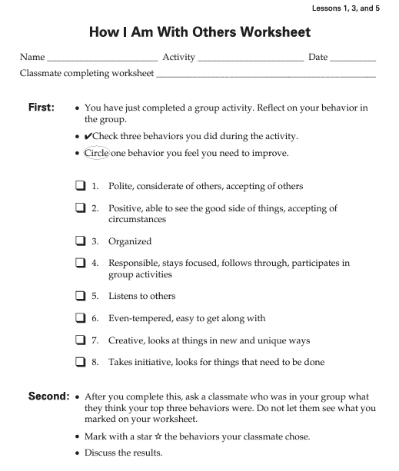 Lessons 1, 3, and 5
How I Am With Others Worksheet
Name ____________________ Activity ____________________ Date __________
Classmate completing worksheet ________________________________________
First: • You have just completed a group activity. Reflect on your behavior in
the group.
• ✔Check three behaviors you did during the activity.
• Circle one behavior you feel you need to improve.
❏ 1. Polite, considerate of others, accepting of others
❏ 2. Positive, able to see the good side of things, accepting of
circumstances
❏ 3. Organized
❏ 4. Responsible, stays focused, follows through, participates in
group activities
❏ 5. Listens to others
❏ 6. Even-tempered, easy to get along with
❏ 7. Creative, looks at things in new and unique ways
❏ 8. Takes initiative, looks for things that need to be done
Second: • After you complete this, ask a classmate who was in your group what
they think your top three behaviors were. Do not let them see what you
marked on your worksheet.
• Mark with a star ☆ the behaviors your classmate chose.
• Discuss the results.